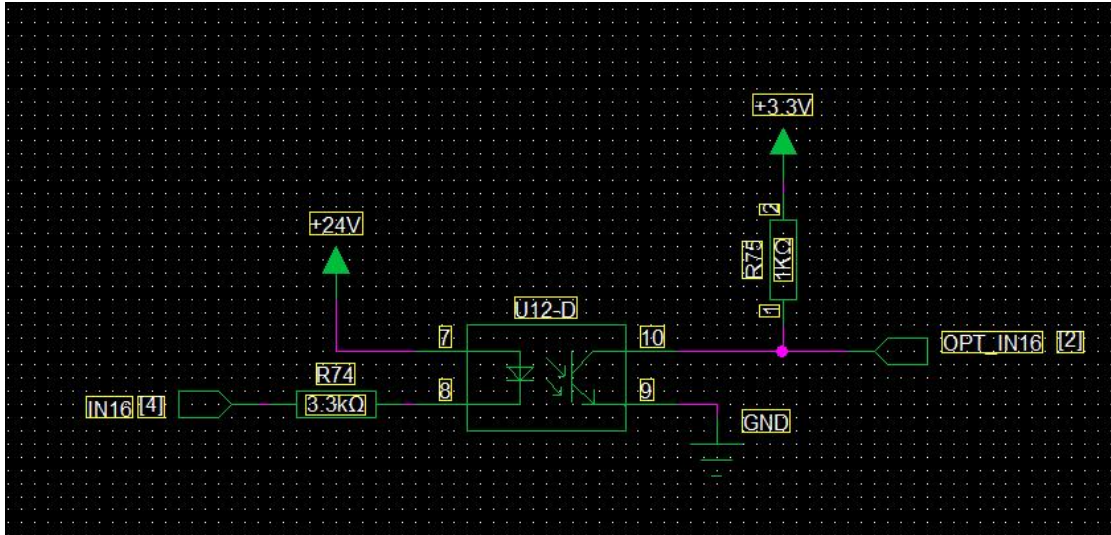 +3.3V
2
R75
1KΩ
1
+24V
U12-D
7
10
OPT_IN16 [2]
R74
8
9
IN16 [4]
3.3kΩ
GND